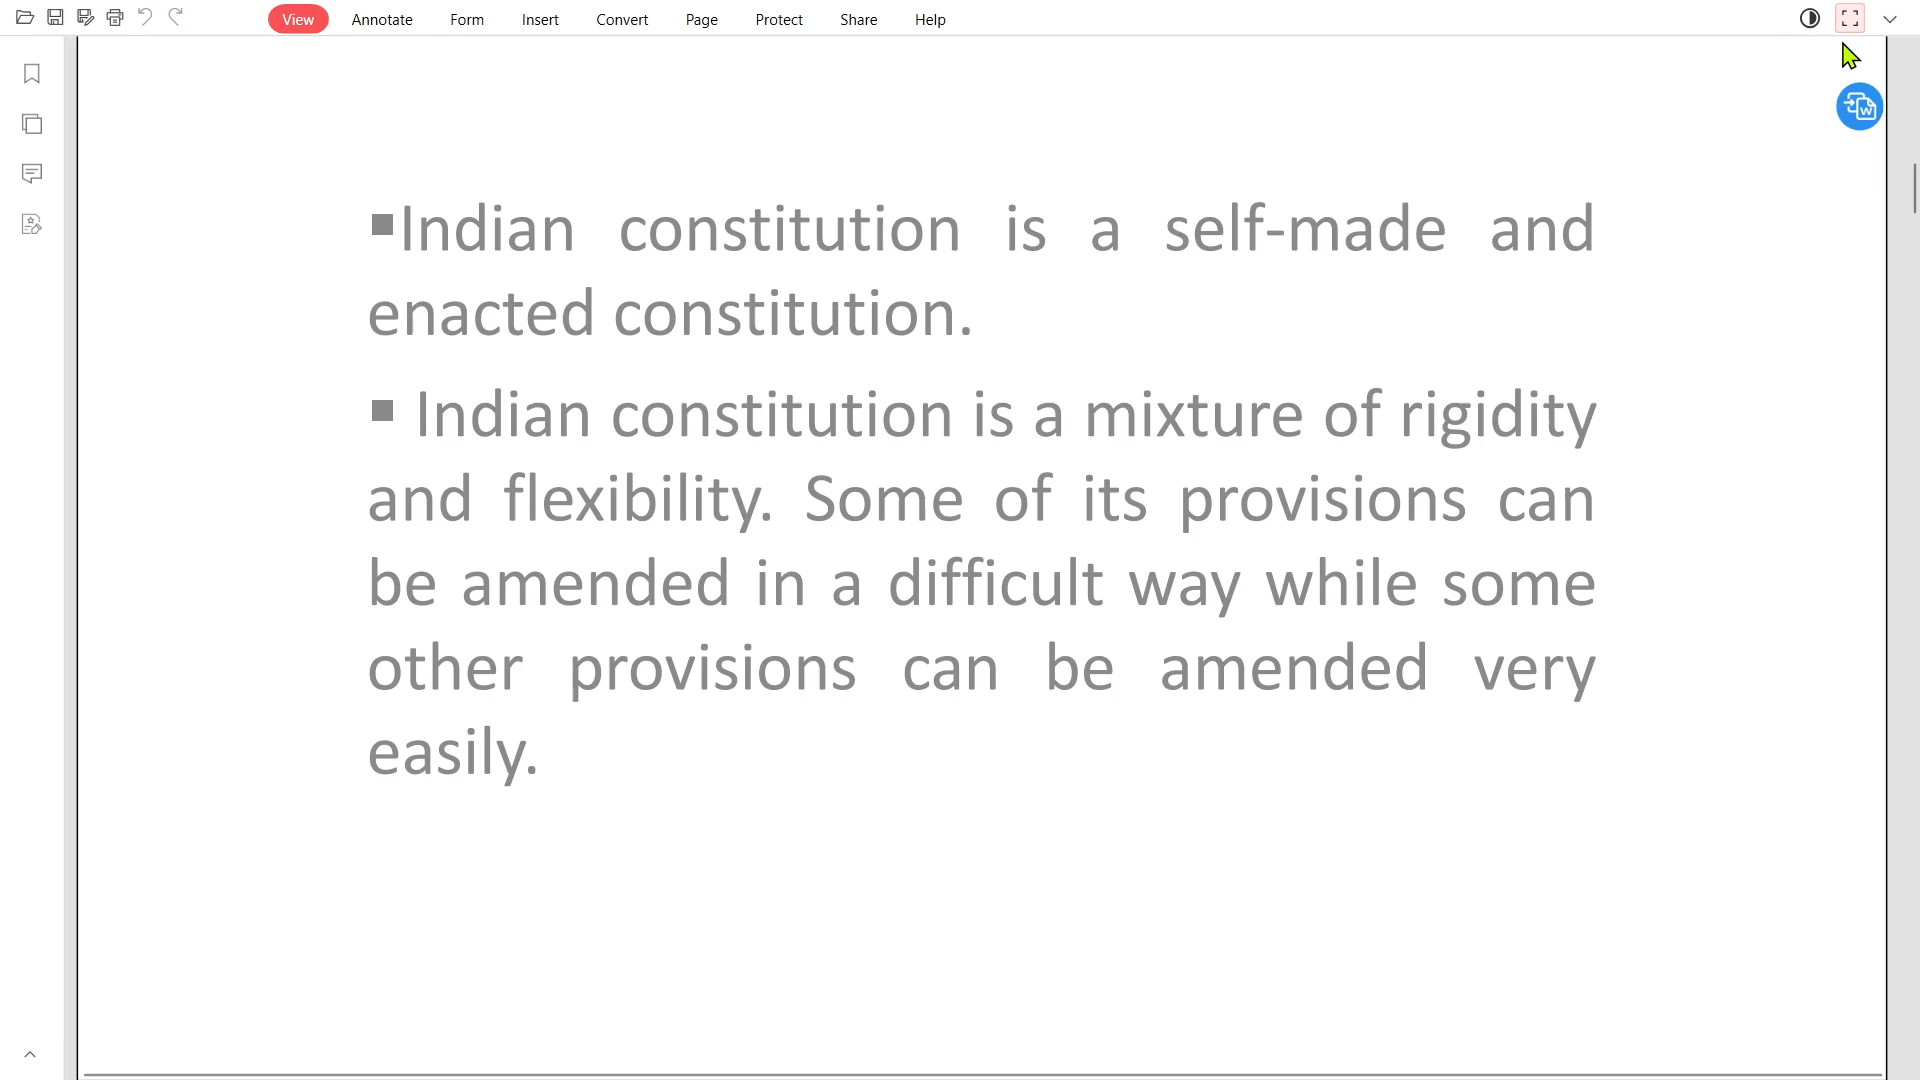 View Annotate Form Insert Convert Page Protect Share Help
▪Indian constitution is a self-made and
enacted constitution.
▪ Indian constitution is a mixture of rigidity
and flexibility. Some of its provisions can
be amended in a difficult way while some
other provisions can be amended very
easily.